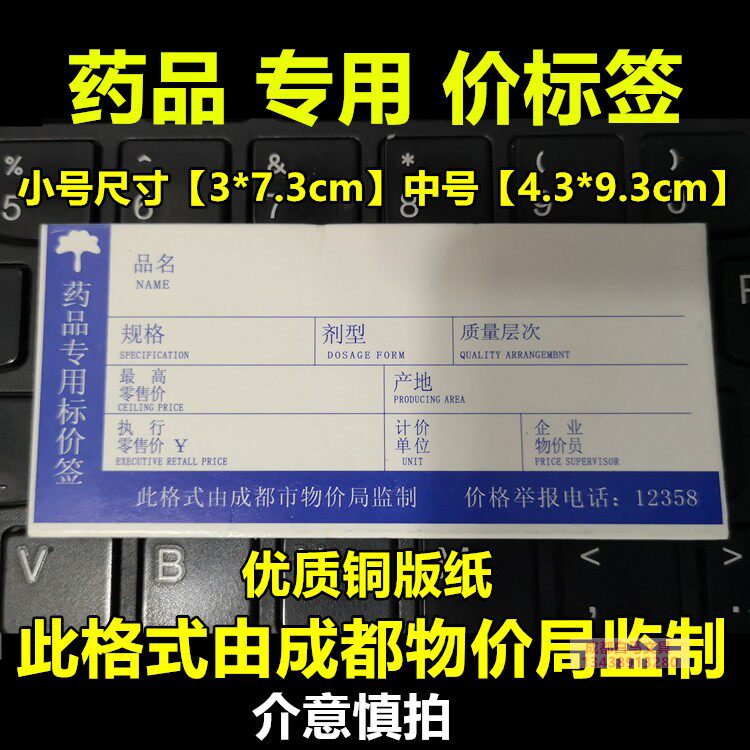 药品 专用 价标签
小号尺寸【3*7.3cm】中号【4.3*9.3cm】
% 5
& 7
( 9
药品专用标价签
品名
NAME
规格
SPECIFICATION
剂型
DOSAGE FORM
质量层次
QUALITY ARRANGEMBNT
最高
零售价
CEILING PRICE
产地
PRODUCING AREA
执行
零售价 ¥
EXECUTIVE RETALL PRICE
计价
单位
UNIT
企业
物价员
PRICE SUPERVISOR
此格式由成都市物价局监制 价格举报电话：12358
V
B
M
<
>
优质铜版纸
此格式由成都物价局监制
介意慎拍